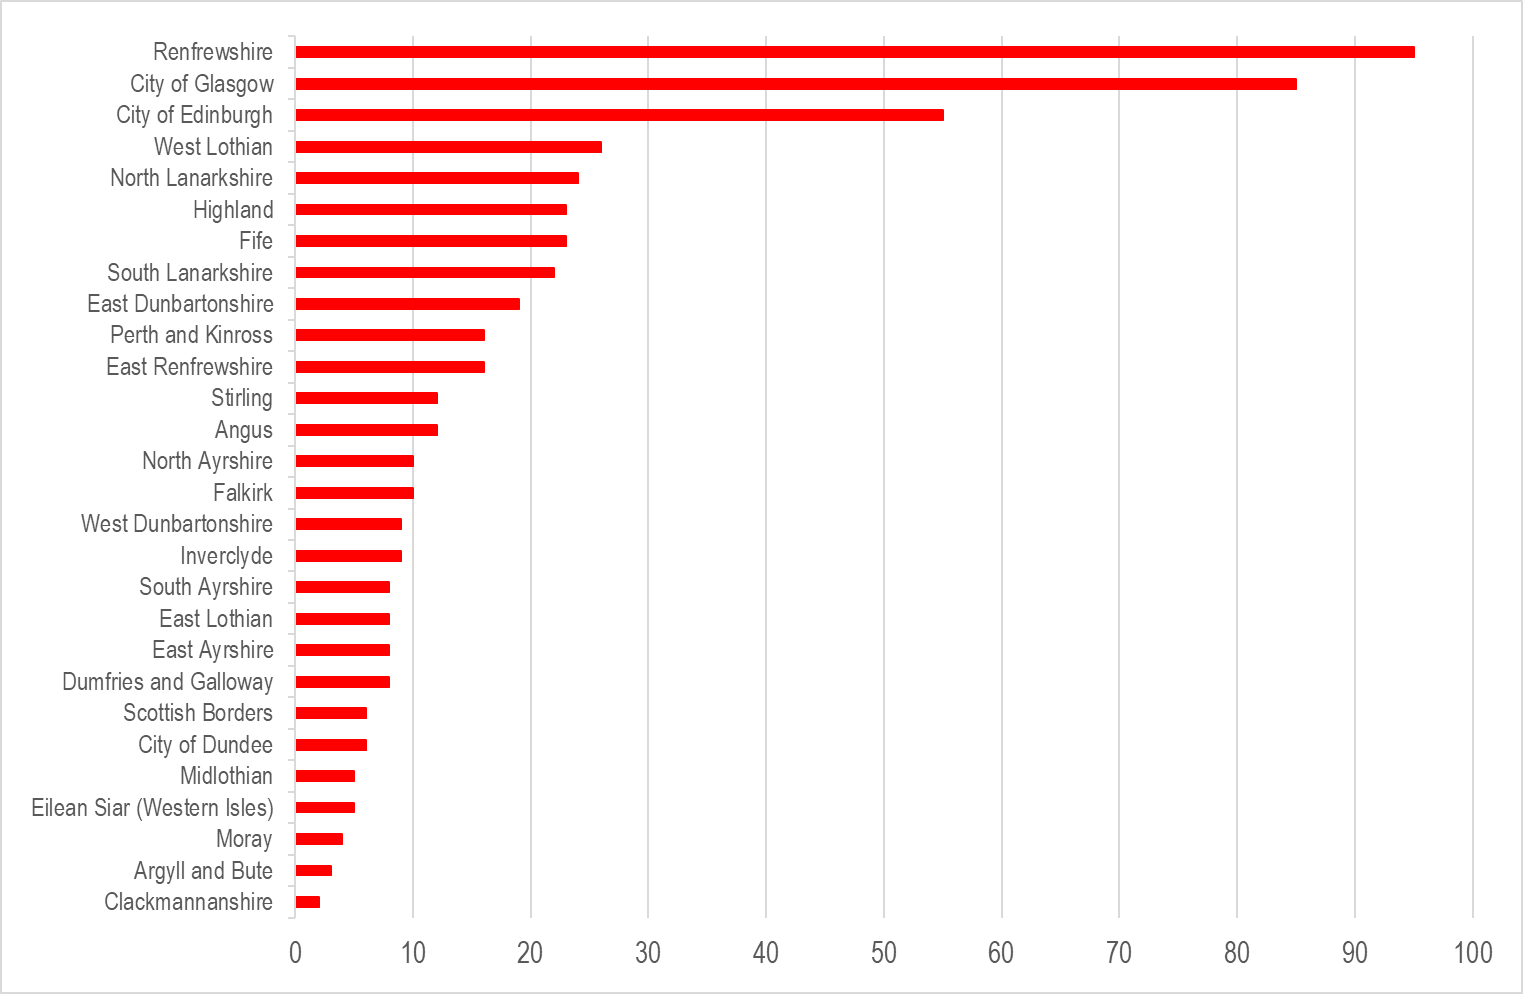 Renfrewshire
City of Glasgow
City of Edinburgh
West Lothian
North Lanarkshire
Highland
Fife
South Lanarkshire
East Dunbartonshire
Perth and Kinross
East Renfrewshire
Stirling
Angus
North Ayrshire
Falkirk
West Dunbartonshire
Inverclyde
South Ayrshire
East Lothian
East Ayrshire
Dumfries and Galloway
Scottish Borders
City of Dundee
Midlothian
Eilean Siar (Western Isles)
Moray
Argyll and Bute
Clackmannanshire
0 10 20 30 40 50 60 70 80 90 100